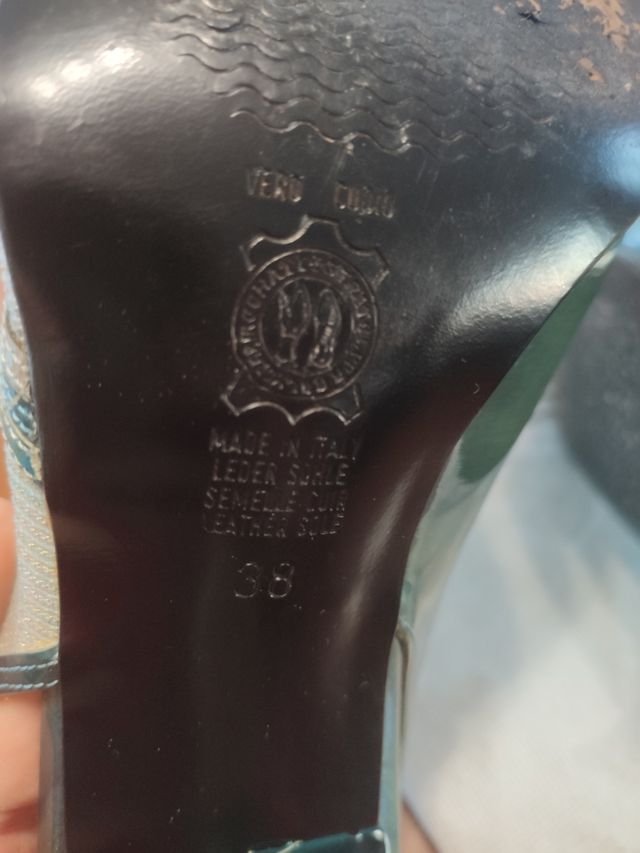 VERO CUOIO
MADE IN ITALY
LEDER SOHLE
SEMELLE CUIR
LEATHER SOLE
38